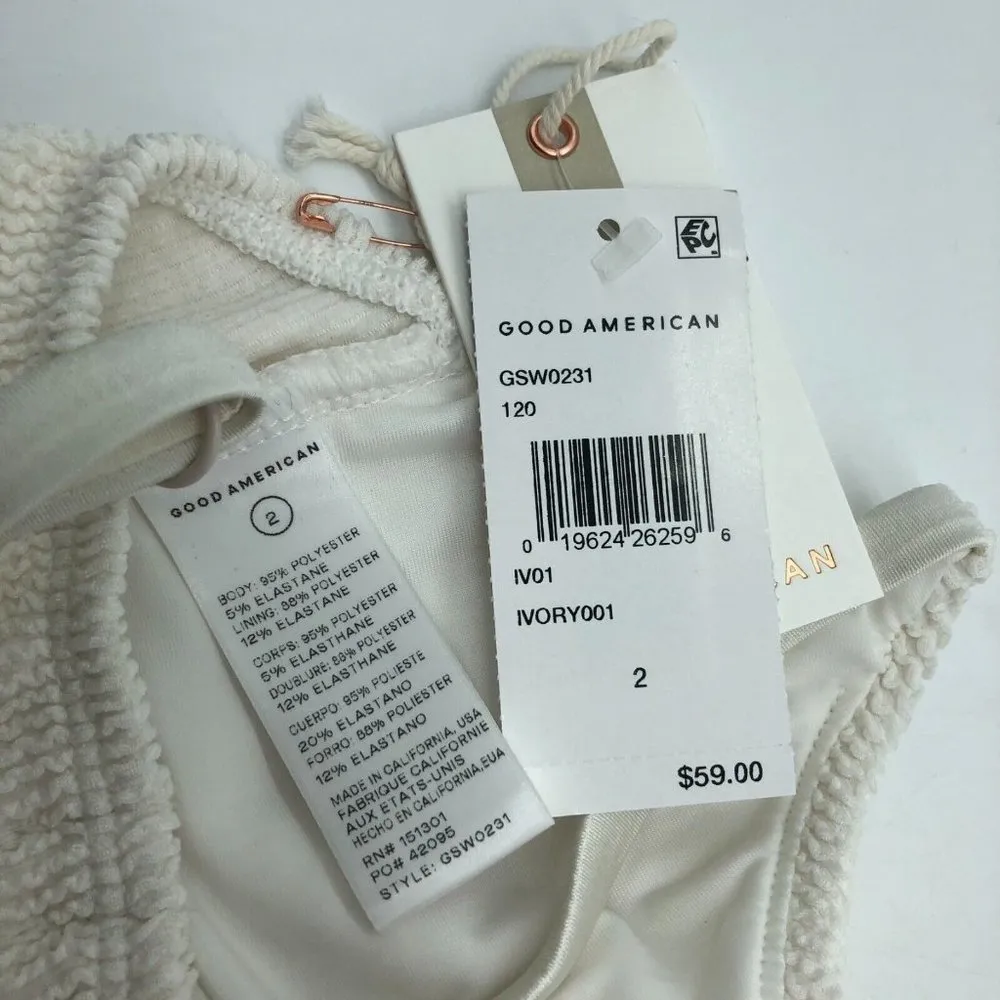 EC
PC
GOOD AMERICAN
GSW0231
120
0 19624 26259 6
IV01
IVORY001
2
$59.00
AN
GOOD AMERICAN
2
BODY: 95% POLYESTER
5% ELASTANE
LINING: 88% POLYESTER
12% ELASTANE
CORPS: 95% POLYESTER
5% ELASTHANE
DOUBLURE: 88% POLYESTER
12% ELASTHANE
CUERPO: 95% POLIESTE
20% ELASTANO
FORRO: 88% POLIESTER
12% ELASTANO
MADE IN CALIFORNIA, USA
FABRIQUE CALIFORNIE
AUX ETATS-UNIS
HECHO EN CALIFORNIA,EUA
RN# 151301
PO# 42095
STYLE: GSW0231